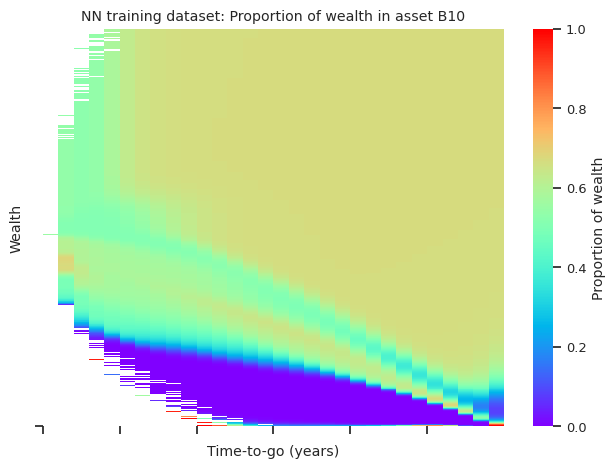 NN training dataset: Proportion of wealth in asset B10
Wealth
Time-to-go (years)
1.0
0.8
0.6
0.4
0.2
0.0
Proportion of wealth